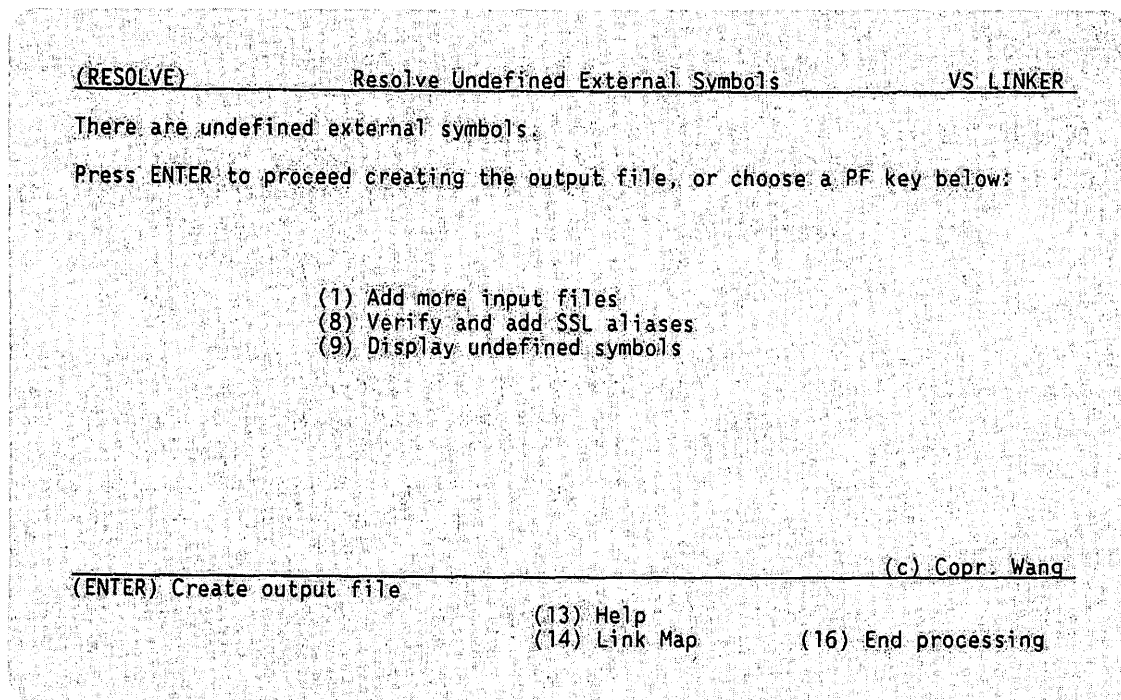 (RESOLVE) Resolve Undefined External Symbols VS LINKER
There are undefined external symbols.
Press ENTER to proceed creating the output file, or choose a PF key below:
(1) Add more input files
(8) Verify and add SSL aliases
(9) Display undefined symbols
(c) Copr. Wang
(ENTER) Create output file
(13) Help
(14) Link Map (16) End processing